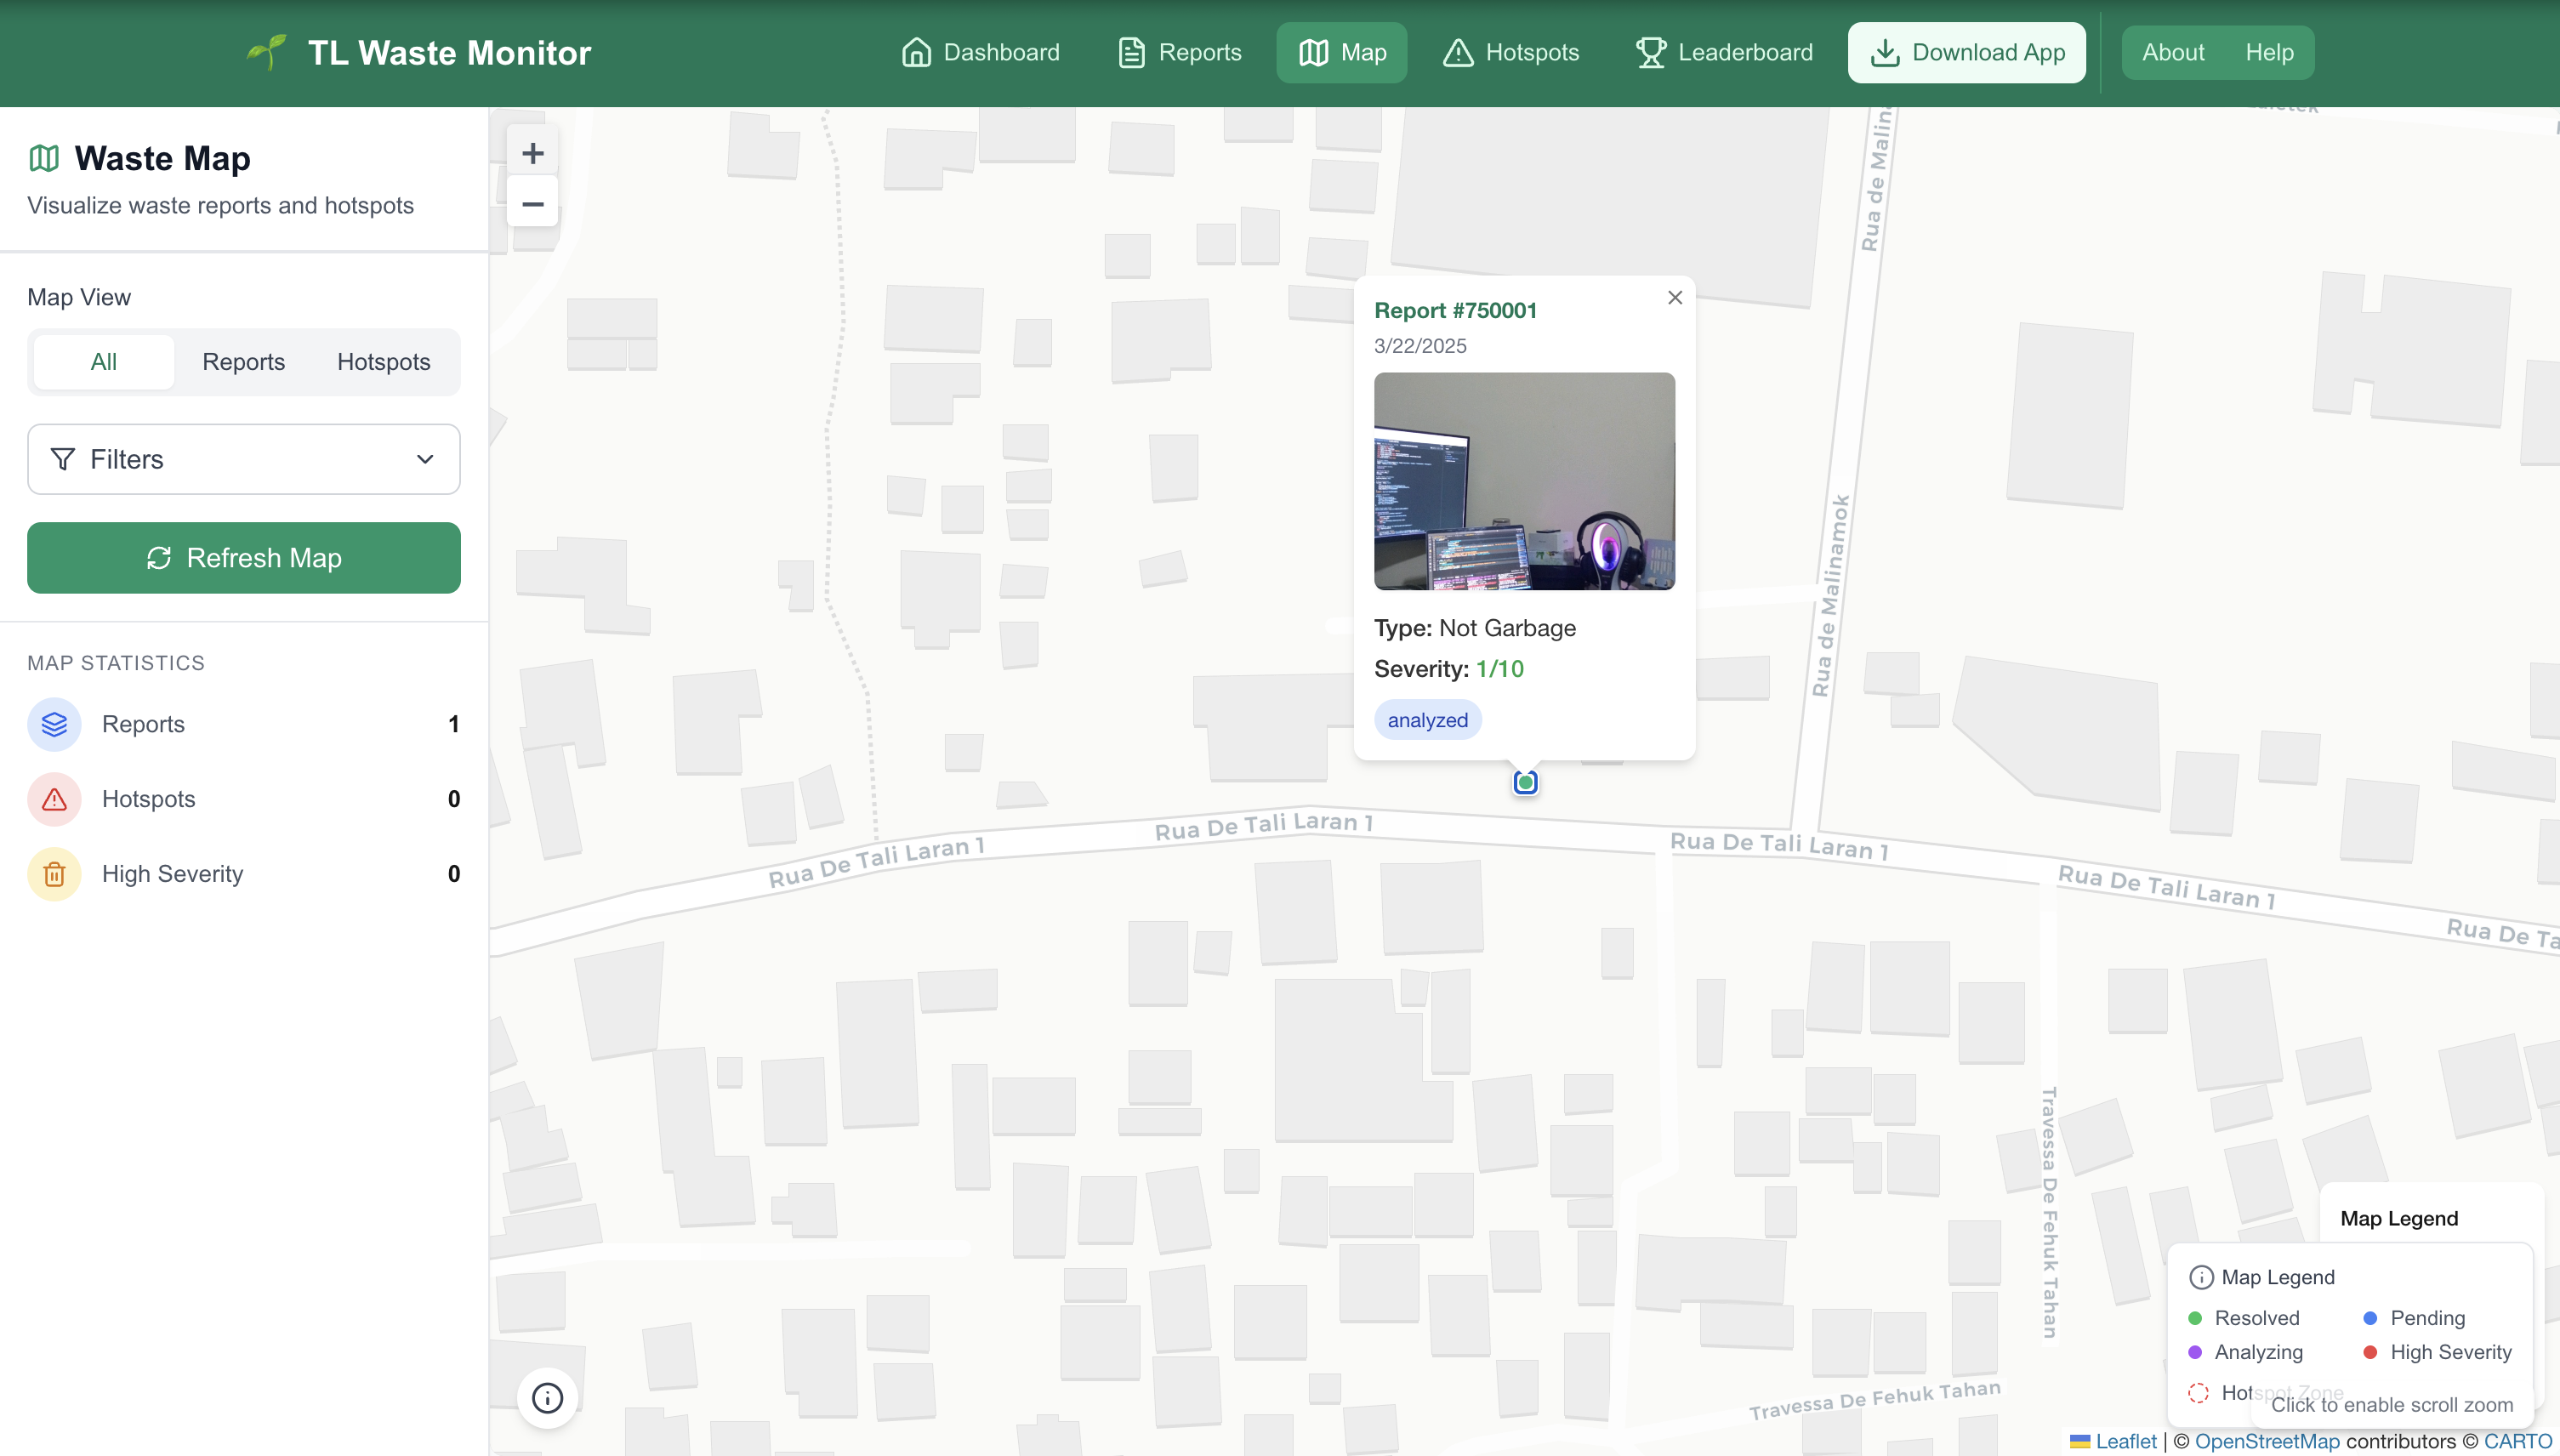 TL Waste Monitor
Dashboard
Reports
Map
Hotspots
Leaderboard
Download App
About
Help
Waste Map
Visualize waste reports and hotspots
Map View
All
Reports
Hotspots
Filters
Refresh Map
MAP STATISTICS
Reports
1
Hotspots
0
High Severity
0
+
−
Rua de Malin
Rua de Malinamok
Report #750001
3/22/2025
Type: Not Garbage
Severity: 1/10
analyzed
Rua De Tali Laran 1
Rua De Tali Laran 1
Rua De Tali Laran 1
Rua De Tali Laran 1
Rua De Ta
Travessa De Fehuk Tahan
Travessa De Fehuk Tahan
Map Legend
Map Legend
Resolved
Pending
Analyzing
High Severity
Hotspot Zone
Click to enable scroll zoom
Leaflet | © OpenStreetMap contributors © CARTO